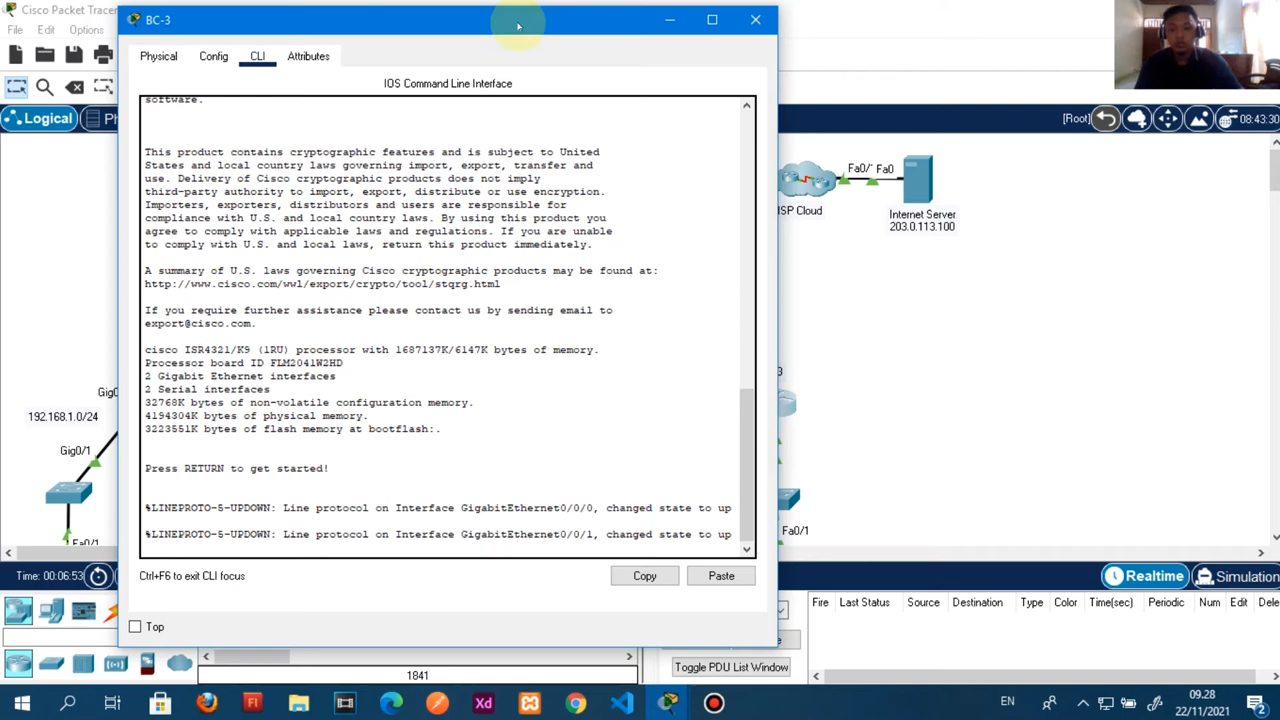 Cisco Packet Tracer
File Edit Options
BC-3
Physical Config CLI Attributes
IOS Command Line Interface
software.
This product contains cryptographic features and is subject to United
States and local country laws governing import, export, transfer and
use. Delivery of Cisco cryptographic products does not imply
third-party authority to import, export, distribute or use encryption.
Importers, exporters, distributors and users are responsible for
compliance with U.S. and local country laws. By using this product you
agree to comply with applicable laws and regulations. If you are unable
to comply with U.S. and local laws, return this product immediately.
A summary of U.S. laws governing Cisco cryptographic products may be found at:
http://www.cisco.com/wwl/export/crypto/tool/stqrg.html
If you require further assistance please contact us by sending email to
export@cisco.com.
cisco ISR4321/K9 (1RU) processor with 1687137K/6147K bytes of memory.
Processor board ID FLM2041W2HD
2 Gigabit Ethernet interfaces
2 Serial interfaces
32768K bytes of non-volatile configuration memory.
4194304K bytes of physical memory.
3223551K bytes of flash memory at bootflash:.
Press RETURN to get started!
%LINEPROTO-5-UPDOWN: Line protocol on Interface GigabitEthernet0/0/0, changed state to up
%LINEPROTO-5-UPDOWN: Line protocol on Interface GigabitEthernet0/0/1, changed state to up
Ctrl+F6 to exit CLI focus
Copy Paste
Top
Logical
[Root]
08:43:30
Fa0/ Fa0
ISP Cloud
Internet Server
203.0.113.100
192.168.1.0/24
Gig0/1
Fa0/1
3
Fa0/1
Time: 00:06:53
Realtime Simulation
Fire Last Status Source Destination Type Color Time(sec) Periodic Num Edit Dele
Toggle PDU List Window
1841
EN
09.28
22/11/2021
2